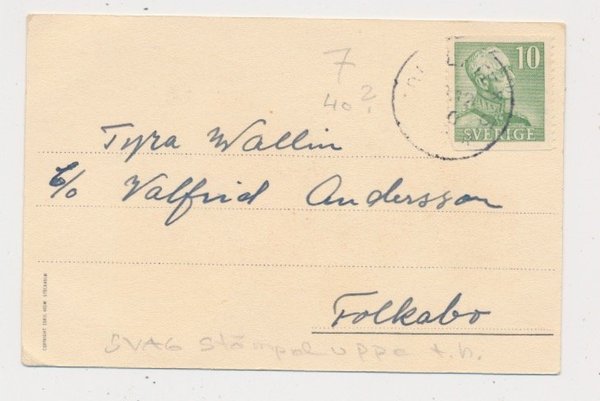 7
40?
10
SVERIGE
Tyra Wallin
c/o Valfrid Andersson
Folkabo
SVAG stämpel uppe t.h.